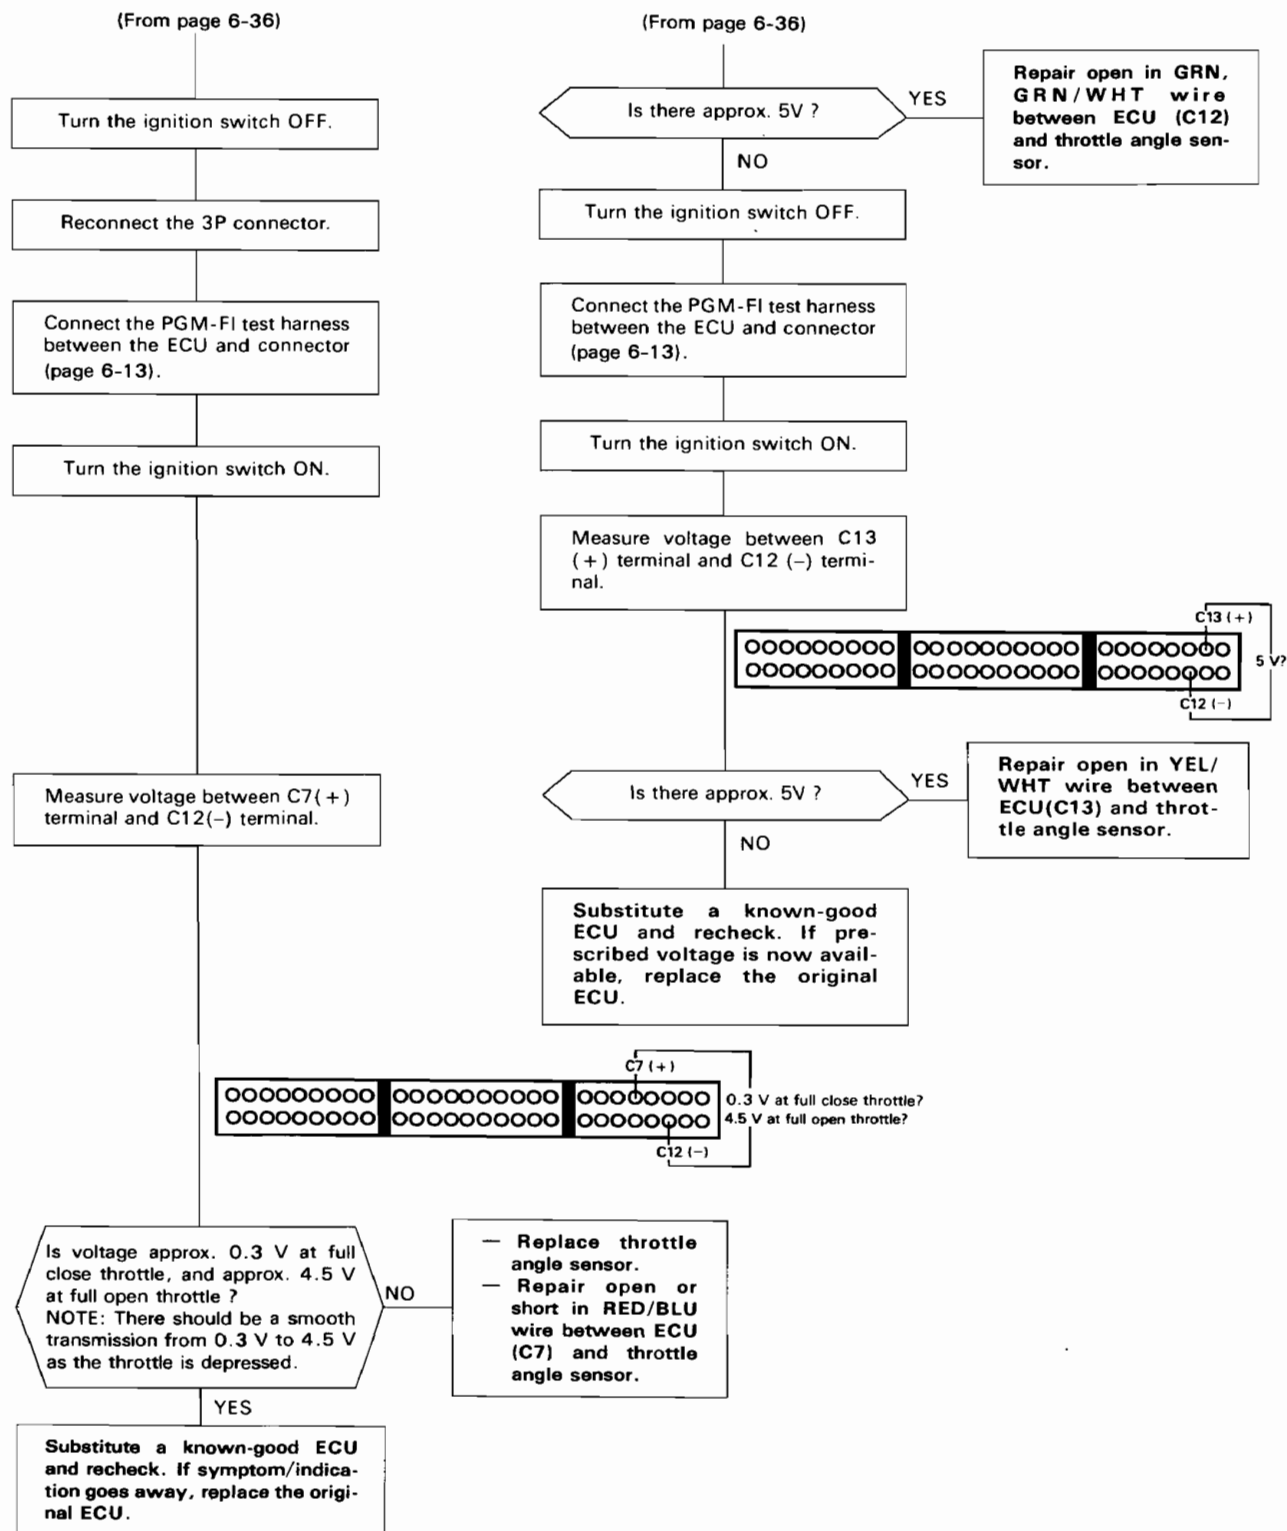 (From page 6-36)
Turn the ignition switch OFF.
Reconnect the 3P connector.
Connect the PGM-FI test harness
between the ECU and connector
(page 6-13).
Turn the ignition switch ON.
Measure voltage between C7(+)
terminal and C12(–) terminal.
C7 (+)
0.3 V at full close throttle?
4.5 V at full open throttle?
C12 (–)
Is voltage approx. 0.3 V at full
close throttle, and approx. 4.5 V
at full open throttle ?
NOTE: There should be a smooth
transmission from 0.3 V to 4.5 V
as the throttle is depressed.
NO
— Replace throttle
angle sensor.
— Repair open or
short in RED/BLU
wire between ECU
(C7) and throttle
angle sensor.
YES
Substitute a known-good ECU
and recheck. If symptom/indica-
tion goes away, replace the origi-
nal ECU.
(From page 6-36)
Is there approx. 5V ?
YES
Repair open in GRN,
GRN/WHT wire
between ECU (C12)
and throttle angle sen-
sor.
NO
Turn the ignition switch OFF.
Connect the PGM-FI test harness
between the ECU and connector
(page 6-13).
Turn the ignition switch ON.
Measure voltage between C13
(+) terminal and C12 (–) termi-
nal.
C13 (+)
5 V?
C12 (–)
Is there approx. 5V ?
YES
Repair open in YEL/
WHT wire between
ECU(C13) and throt-
tle angle sensor.
NO
Substitute a known-good
ECU and recheck. If pre-
scribed voltage is now avail-
able, replace the original
ECU.